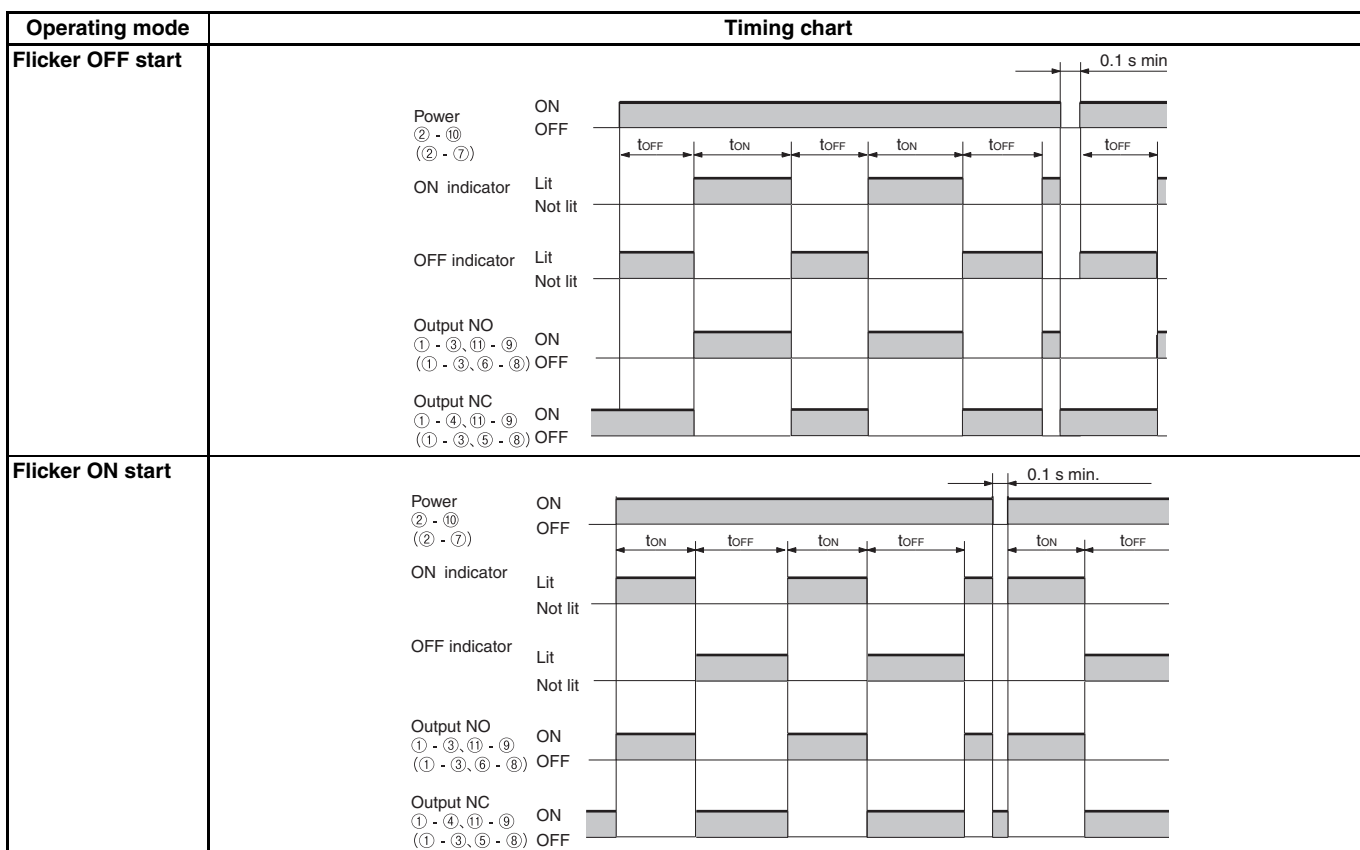 Operating mode Timing chart
Flicker OFF start
0.1 s min
Power ON
② - ⑩ OFF
(② - ⑦)
tOFF tON tOFF tON tOFF tOFF
ON indicator Lit
Not lit
OFF indicator Lit
Not lit
Output NO
① - ③、⑪ - ⑨ ON
(① - ③、⑥ - ⑧) OFF
Output NC
① - ④、⑪ - ⑨ ON
(① - ③、⑤ - ⑧) OFF
Flicker ON start
0.1 s min.
Power ON
② - ⑩ OFF
(② - ⑦)
tON tOFF tON tOFF tON tOFF
ON indicator
Lit
Not lit
OFF indicator
Lit
Not lit
Output NO
① - ③、⑪ - ⑨ ON
(① - ③、⑥ - ⑧) OFF
Output NC
① - ④、⑪ - ⑨ ON
(① - ③、⑤ - ⑧) OFF